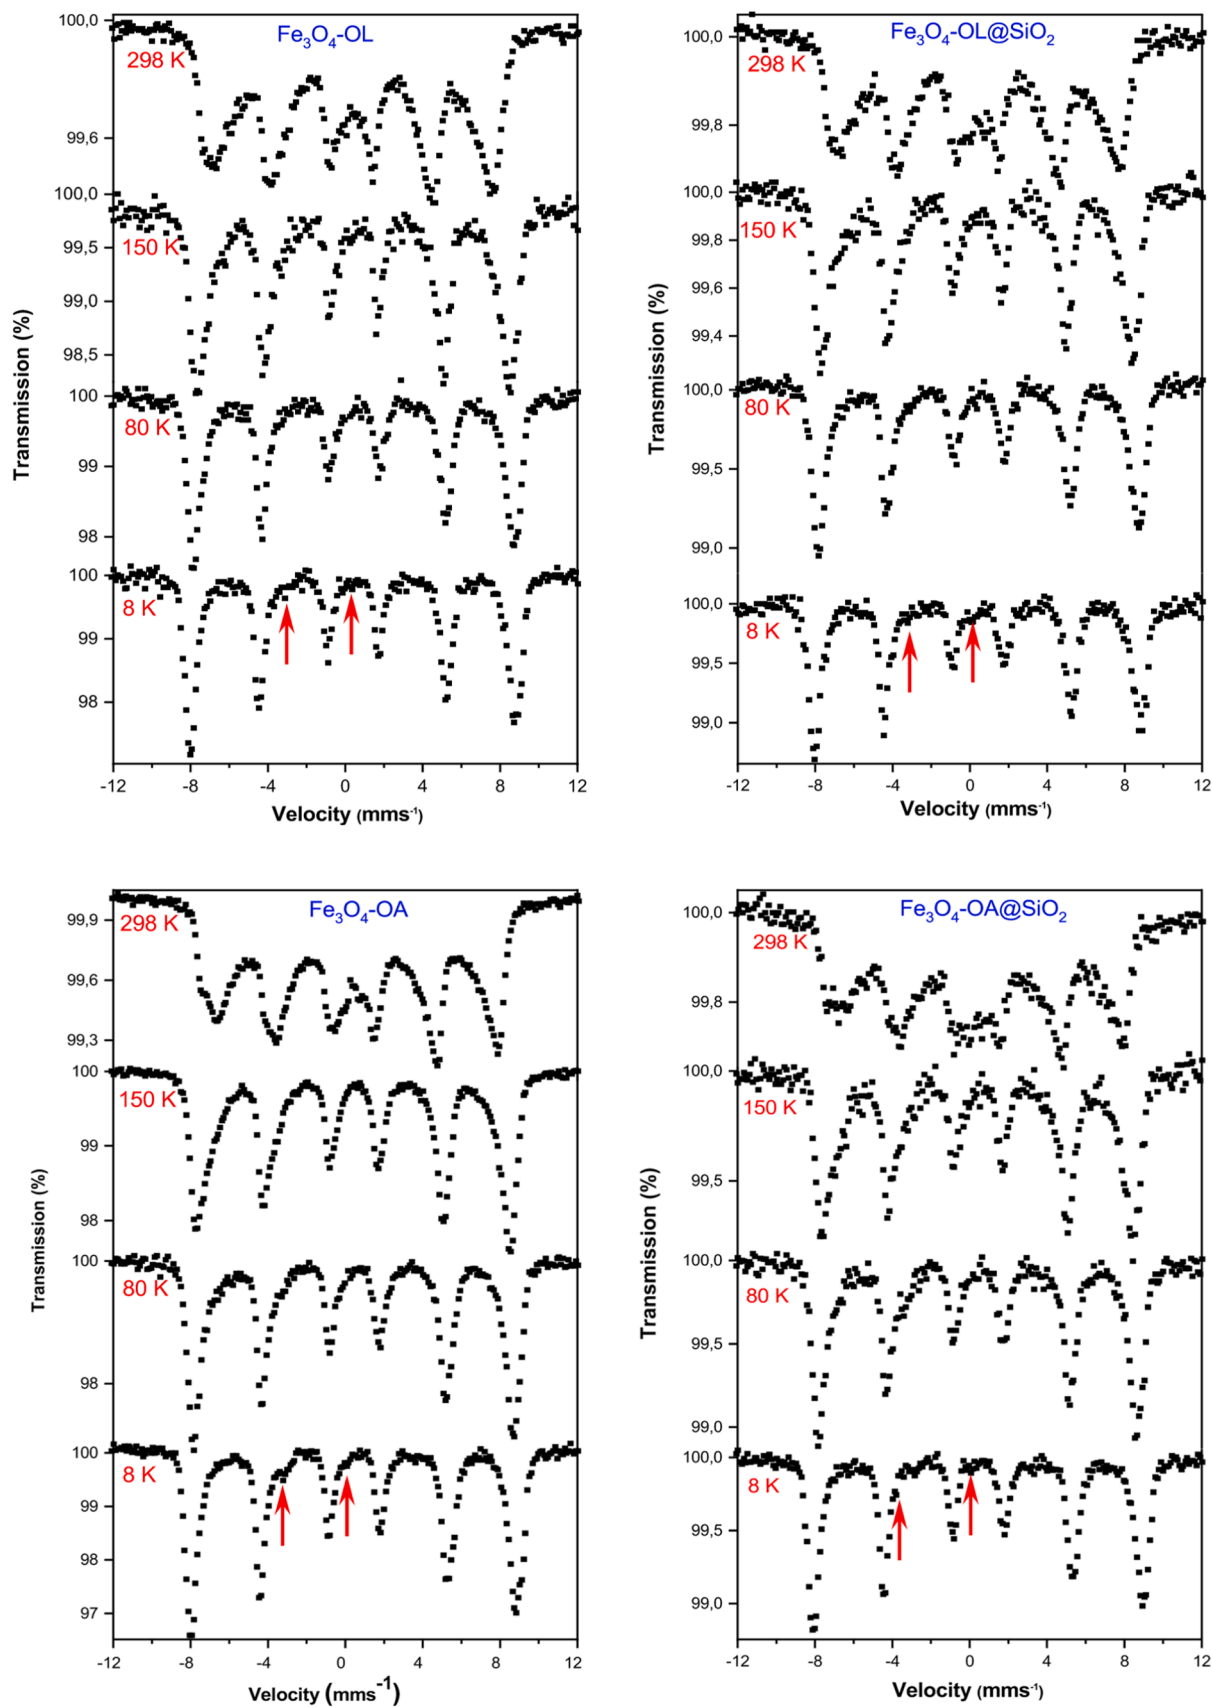 Fe₃O₄-OL
298 K
150 K
80 K
8 K
100,0
99,6
100,0
99,5
99,0
98,5
100
99
98
100
99
98
Transmission (%)
-12 -8 -4 0 4 8 12
Velocity (mms⁻¹)
Fe₃O₄-OL@SiO₂
298 K
150 K
80 K
8 K
100,0
99,8
100,0
99,8
99,6
99,4
100,0
99,5
99,0
100,0
99,5
99,0
Transmission (%)
-12 -8 -4 0 4 8 12
Velocity (mms⁻¹)
Fe₃O₄-OA
298 K
150 K
80 K
8 K
99,9
99,6
99,3
100
99
98
100
98
100
99
98
97
Transmission (%)
-12 -8 -4 0 4 8 12
Velocity (mms⁻¹)
Fe₃O₄-OA@SiO₂
298 K
150 K
80 K
8 K
100,0
99,8
100,0
99,5
100,0
99,5
99,0
100,0
99,5
99,0
Transmission (%)
-12 -8 -4 0 4 8 12
Velocity (mms⁻¹)